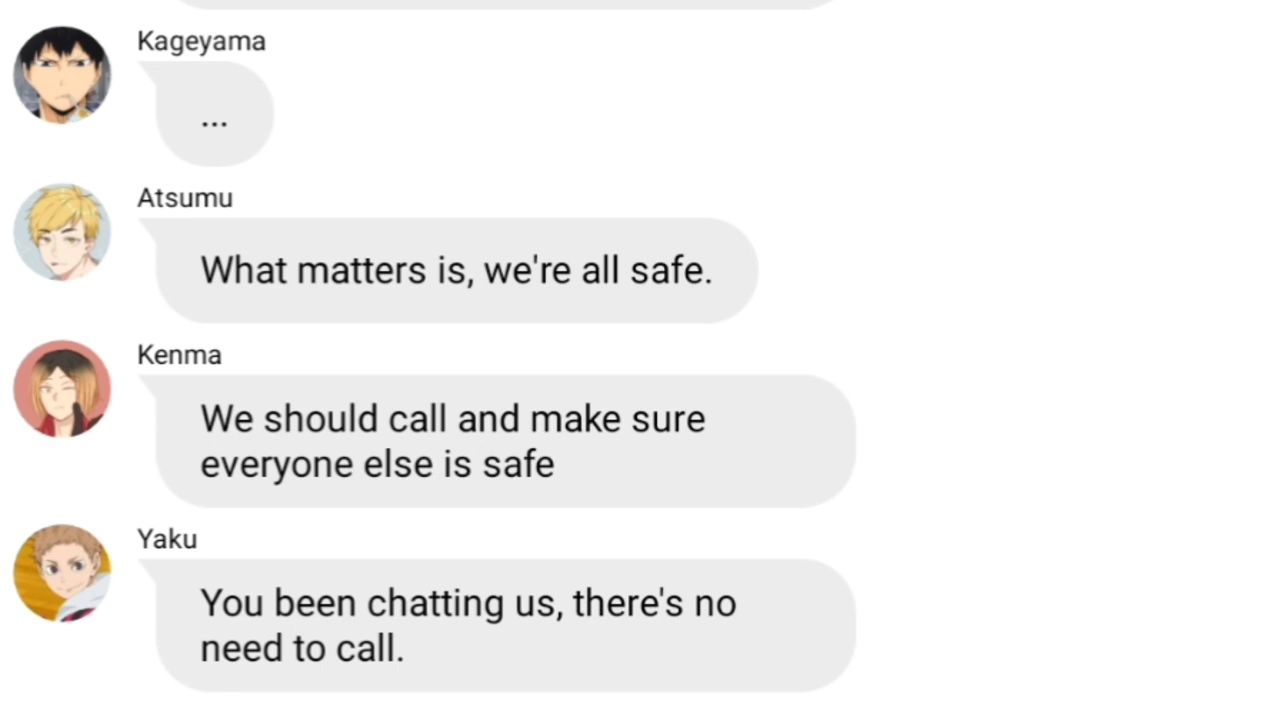 Kageyama
...
Atsumu
What matters is, we're all safe.
Kenma
We should call and make sure
everyone else is safe
Yaku
You been chatting us, there's no
need to call.